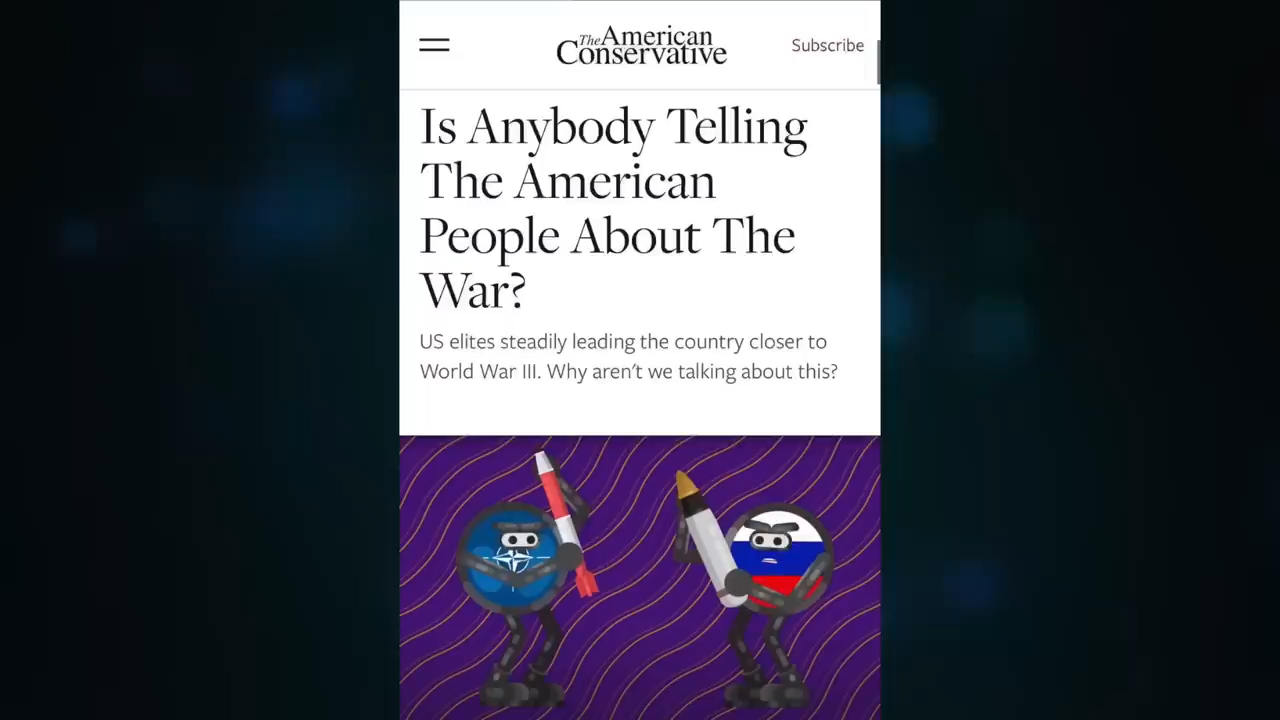 The American
Conservative
Subscribe
Is Anybody Telling
The American
People About The
War?
US elites steadily leading the country closer to
World War III. Why aren't we talking about this?